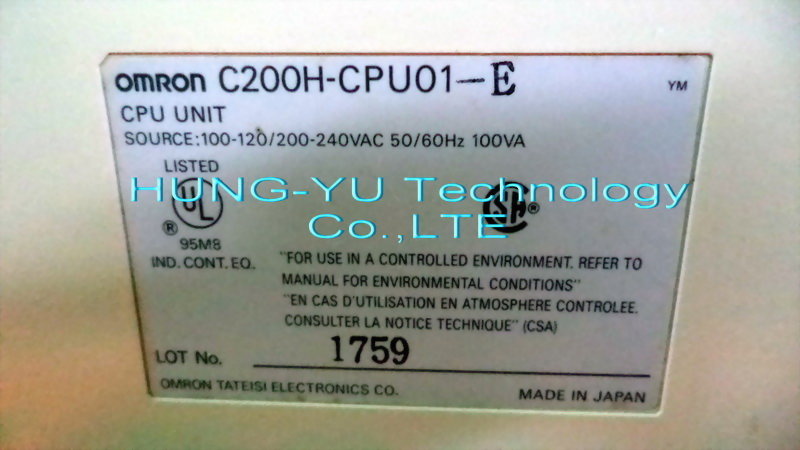 OMRON C200H-CPU01-E YM
CPU UNIT
SOURCE:100-120/200-240VAC 50/60Hz 100VA
LISTED
HUNG-YU Technology
UL SA ®
Co.,LTE
®
95M8
IND. CONT. EQ.
"FOR USE IN A CONTROLLED ENVIRONMENT. REFER TO
MANUAL FOR ENVIRONMENTAL CONDITIONS"
"EN CAS D'UTILISATION EN ATMOSPHERE CONTROLEE.
CONSULTER LA NOTICE TECHNIQUE" (CSA)
LOT No. 1759
OMRON TATEISI ELECTRONICS CO. MADE IN JAPAN